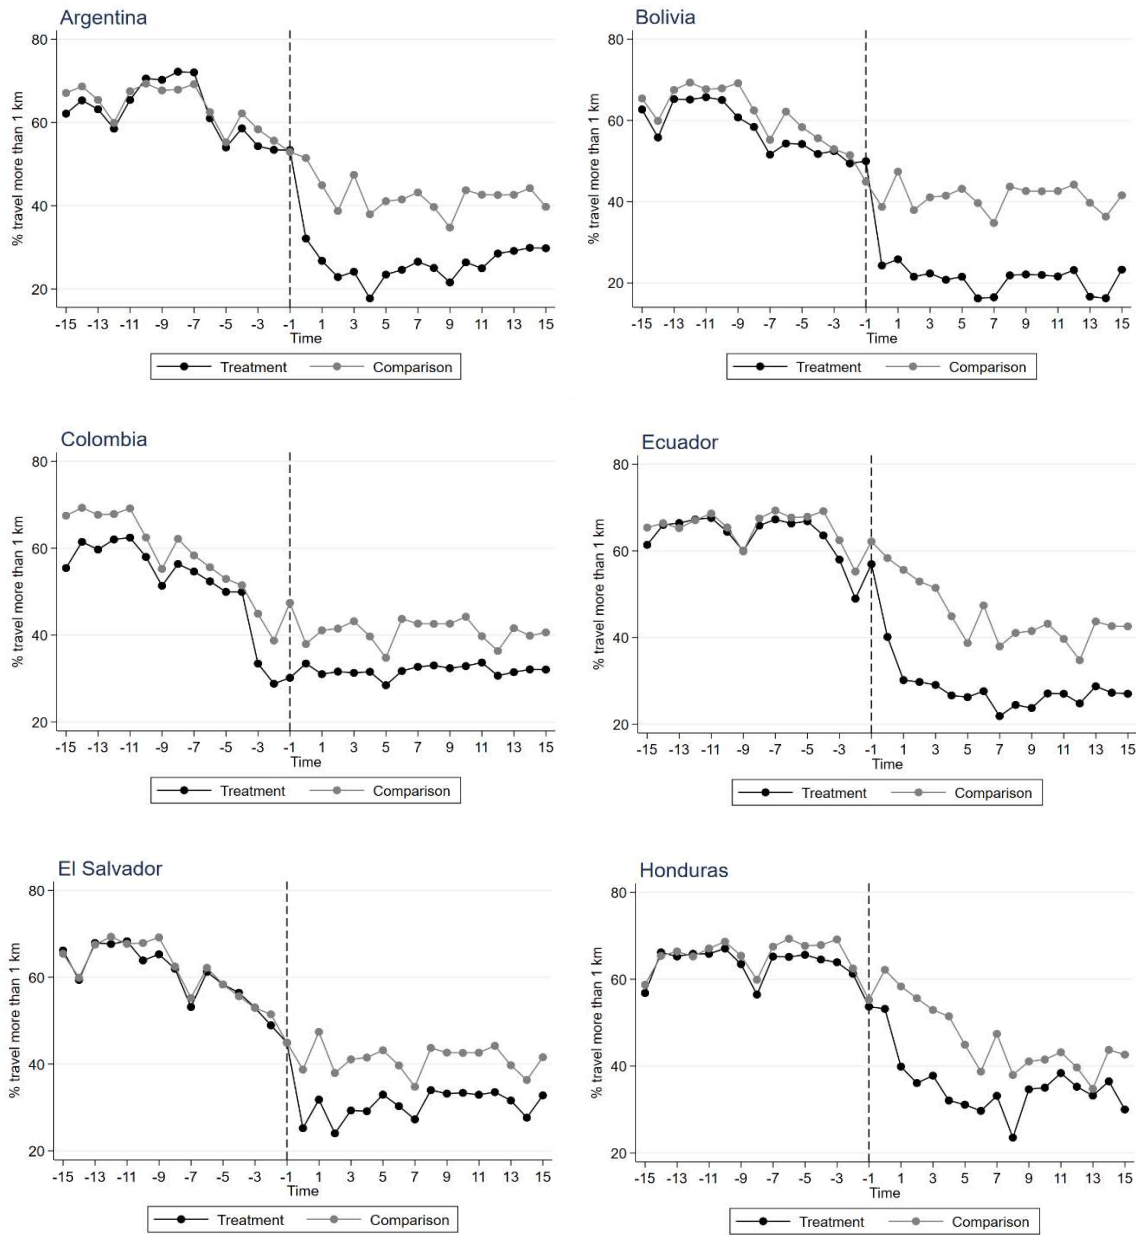 Argentina
80
60
40
20
% travel more than 1 km
-15 -13 -11 -9 -7 -5 -3 -1 1 3 5 7 9 11 13 15
Time
Treatment Comparison
Bolivia
80
60
40
20
% travel more than 1 km
-15 -13 -11 -9 -7 -5 -3 -1 1 3 5 7 9 11 13 15
Time
Treatment Comparison
Colombia
80
60
40
20
% travel more than 1 km
-15 -13 -11 -9 -7 -5 -3 -1 1 3 5 7 9 11 13 15
Time
Treatment Comparison
Ecuador
80
60
40
20
% travel more than 1 km
-15 -13 -11 -9 -7 -5 -3 -1 1 3 5 7 9 11 13 15
Time
Treatment Comparison
El Salvador
80
60
40
20
% travel more than 1 km
-15 -13 -11 -9 -7 -5 -3 -1 1 3 5 7 9 11 13 15
Time
Treatment Comparison
Honduras
80
60
40
20
% travel more than 1 km
-15 -13 -11 -9 -7 -5 -3 -1 1 3 5 7 9 11 13 15
Time
Treatment Comparison